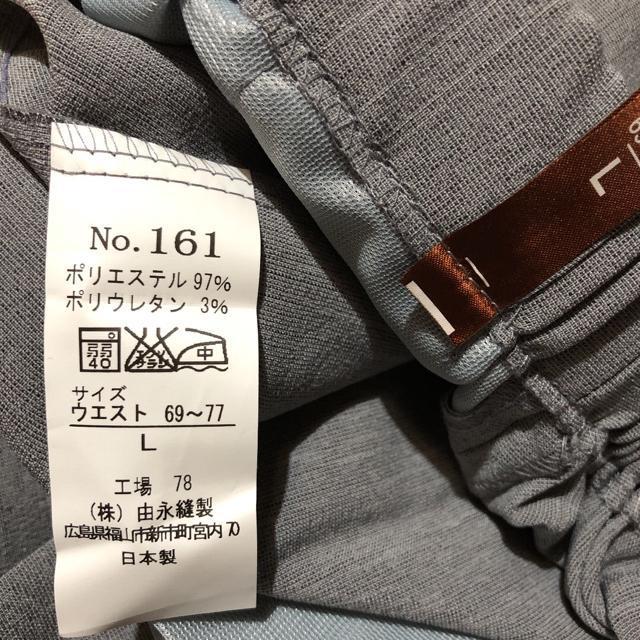 No.161
ポリエステル 97%
ポリウレタン 3%
弱
40
中
サイズ
ウエスト 69～77
L
工場 78
(株) 由永縫製
広島県福山市新市町宮内70
日本製
L